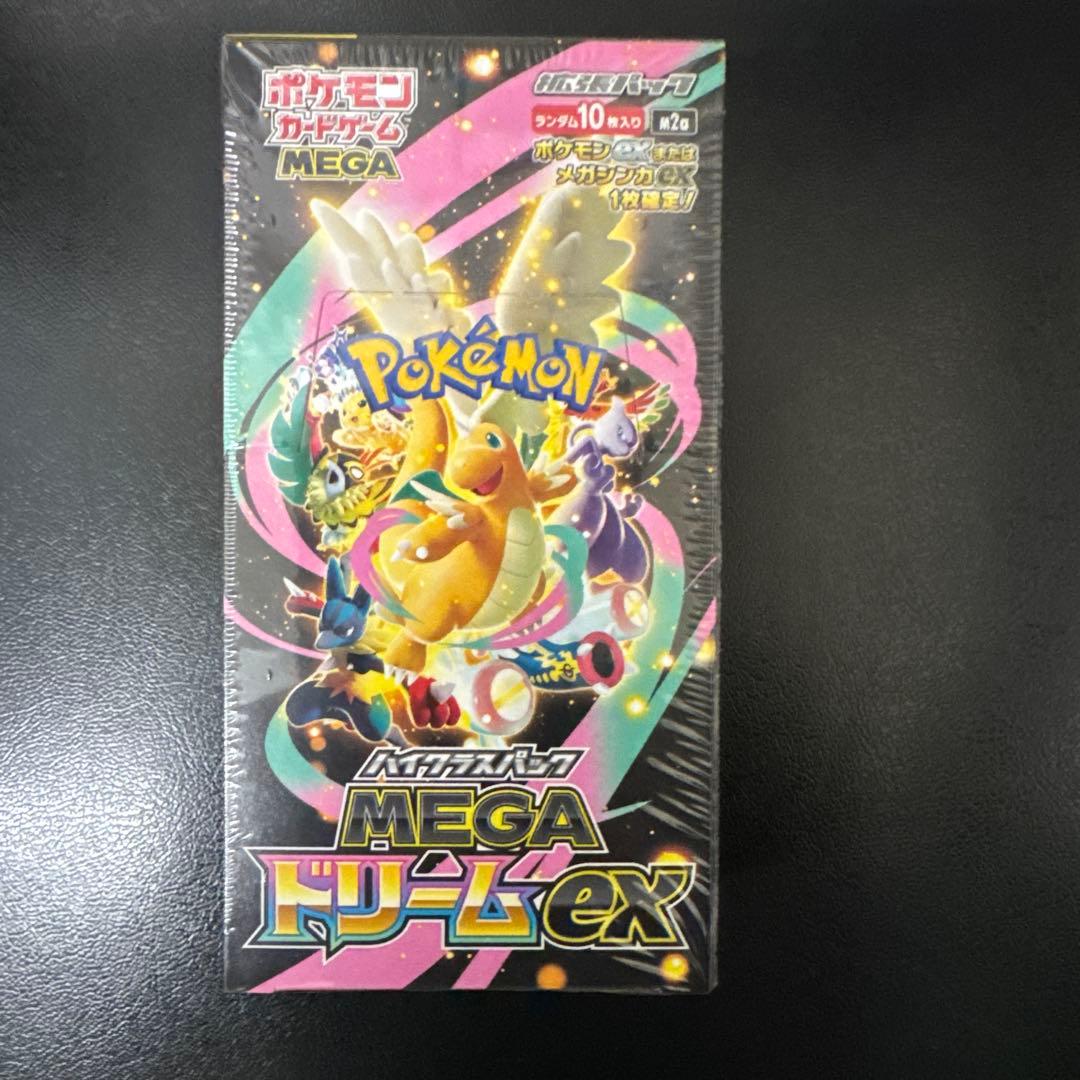 ポケモン
カードゲーム
MEGA
拡張パック
ランダム10枚入り M2a
ポケモンexまたは
メガシンカex
1枚確定!
POKÉMON
ハイクラスパック
MEGA
ドリームex